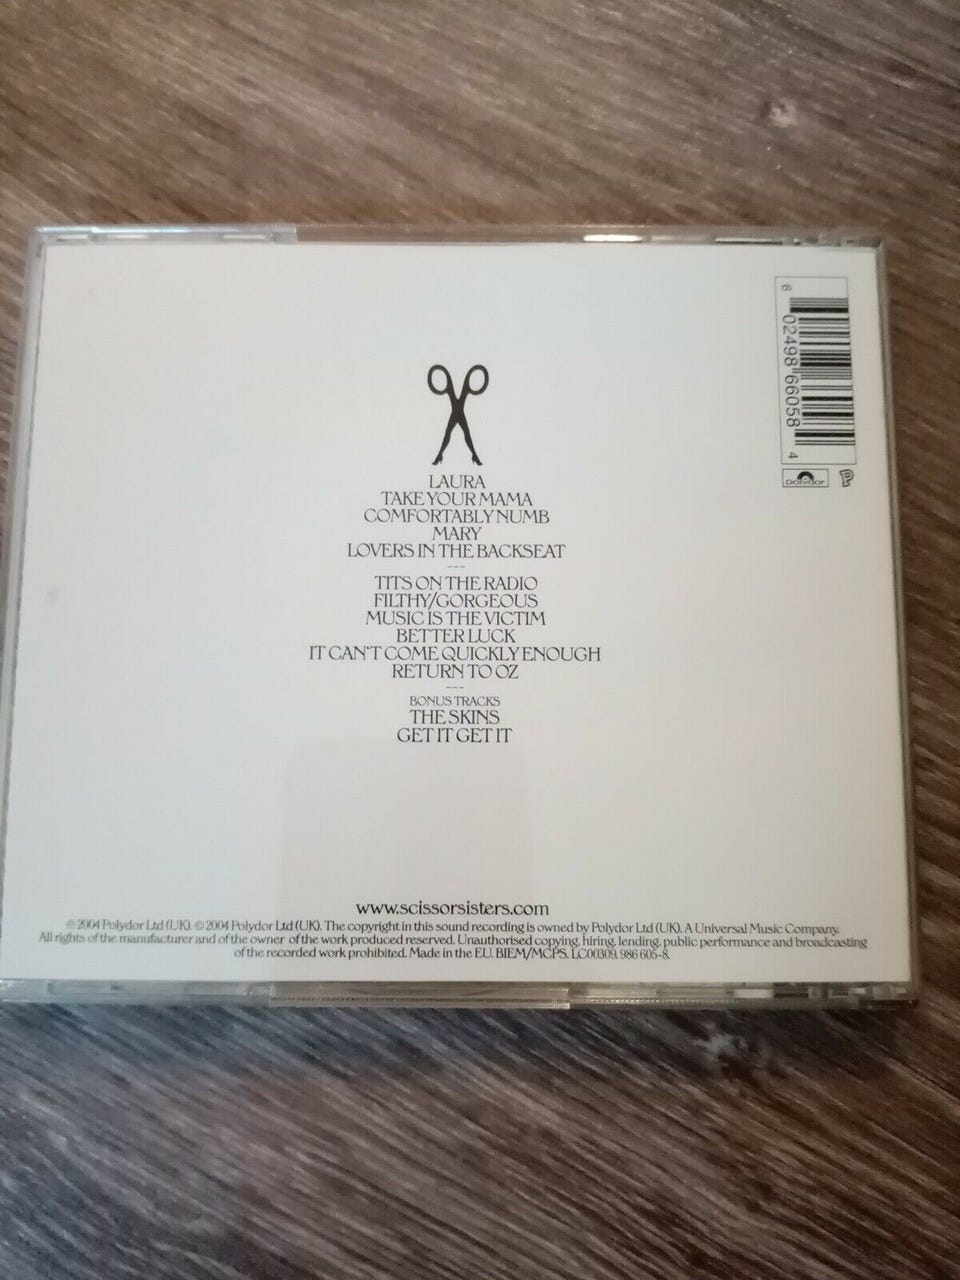 6 02498 66058 4
Polydor
P
LAURA
TAKE YOUR MAMA
COMFORTABLY NUMB
MARY
LOVERS IN THE BACKSEAT
---
TITS ON THE RADIO
FILTHY/GORGEOUS
MUSIC IS THE VICTIM
BETTER LUCK
IT CAN'T COME QUICKLY ENOUGH
RETURN TO OZ
---
BONUS TRACKS
THE SKINS
GET IT GET IT
www.scissorsisters.com
℗ 2004 Polydor Ltd (UK). © 2004 Polydor Ltd (UK). The copyright in this sound recording is owned by Polydor Ltd (UK). A Universal Music Company.
All rights of the manufacturer and of the owner of the work produced reserved. Unauthorised copying, hiring, lending, public performance and broadcasting
of the recorded work prohibited. Made in the E.U. BIEM/MCPS. LC00309. 986 605-8.